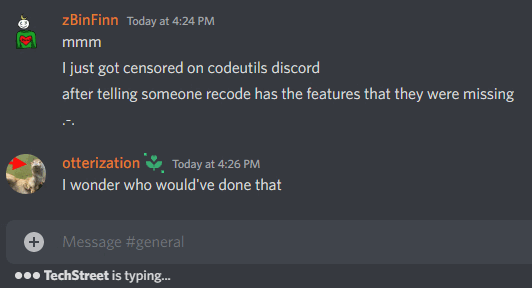 zBinFinn Today at 4:24 PM
mmm
I just got censored on codeutils discord
after telling someone recode has the features that they were missing
.-.
otterization Today at 4:26 PM
I wonder who would've done that
Message #general
TechStreet is typing...